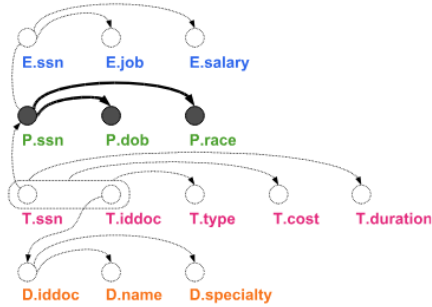 E.ssn E.job E.salary
P.ssn P.dob P.race
T.ssn T.iddoc T.type T.cost T.duration
D.iddoc D.name D.specialty